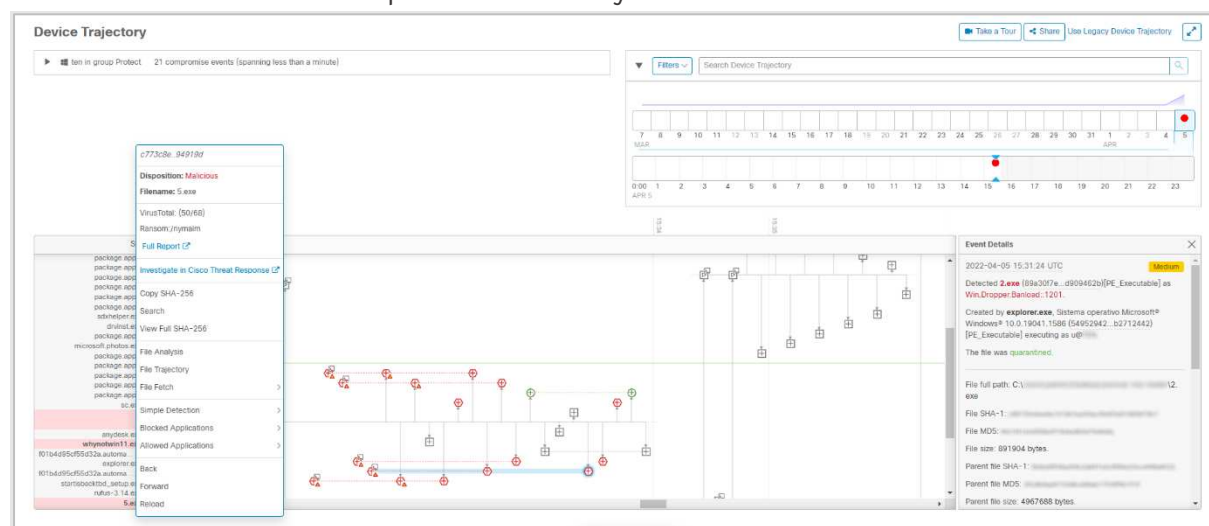 Device Trajectory
Take a Tour
Share
Use Legacy Device Trajectory
ten in group Protect 21 compromise events (spanning less than a minute)
Filters
Search Device Trajectory
7 8 9 10 11 12 13 14 15 16 17 18 19 20 21 22 23 24 25 26 27 28 29 30 31 1 2 3 4 5
MAR APR
0:00 1 2 3 4 5 6 7 8 9 10 11 12 13 14 15 16 17 18 19 20 21 22 23
APR 5
c773c8e..94919d
Disposition: Malicious
Filename: 5.exe
VirusTotal: (50/68)
Ransom:/nymaim
Full Report
Investigate in Cisco Threat Response
Copy SHA-256
Search
View Full SHA-256
File Analysis
File Trajectory
File Fetch
Simple Detection
Blocked Applications
Allowed Applications
Back
Forward
Reload
S
package.app
package.app
package.app
package.app
package.app
package.app
sdxhelper.e
drvinst.e
package.app
microsoft.photos.e
package.app
package.app
package.app
package.app
package.app
sc.e
anydesk.e
whynotwin11.e
f01b4d95cf55d32a.automa...
explorer.e
f01b4d95cf55d32a.automa...
startisbacktbd_setup.e
rufus-3.14.e
5.e
15:34
Event Details
2022-04-05 15:31:24 UTC
Medium
Detected 2.exe (89a30f7e...d909462b)[PE_Executable] as
Win.Dropper.Banload::1201.
Created by explorer.exe, Sistema operativo Microsoft®
Windows® 10.0.19041.1586 (54952942...b2712442)
[PE_Executable] executing as u@
The file was quarantined.
File full path: C:\ \2.
exe
File SHA-1:
File MD5:
File size: 891904 bytes.
Parent file SHA-1:
Parent file MD5:
Parent file size: 4967688 bytes.